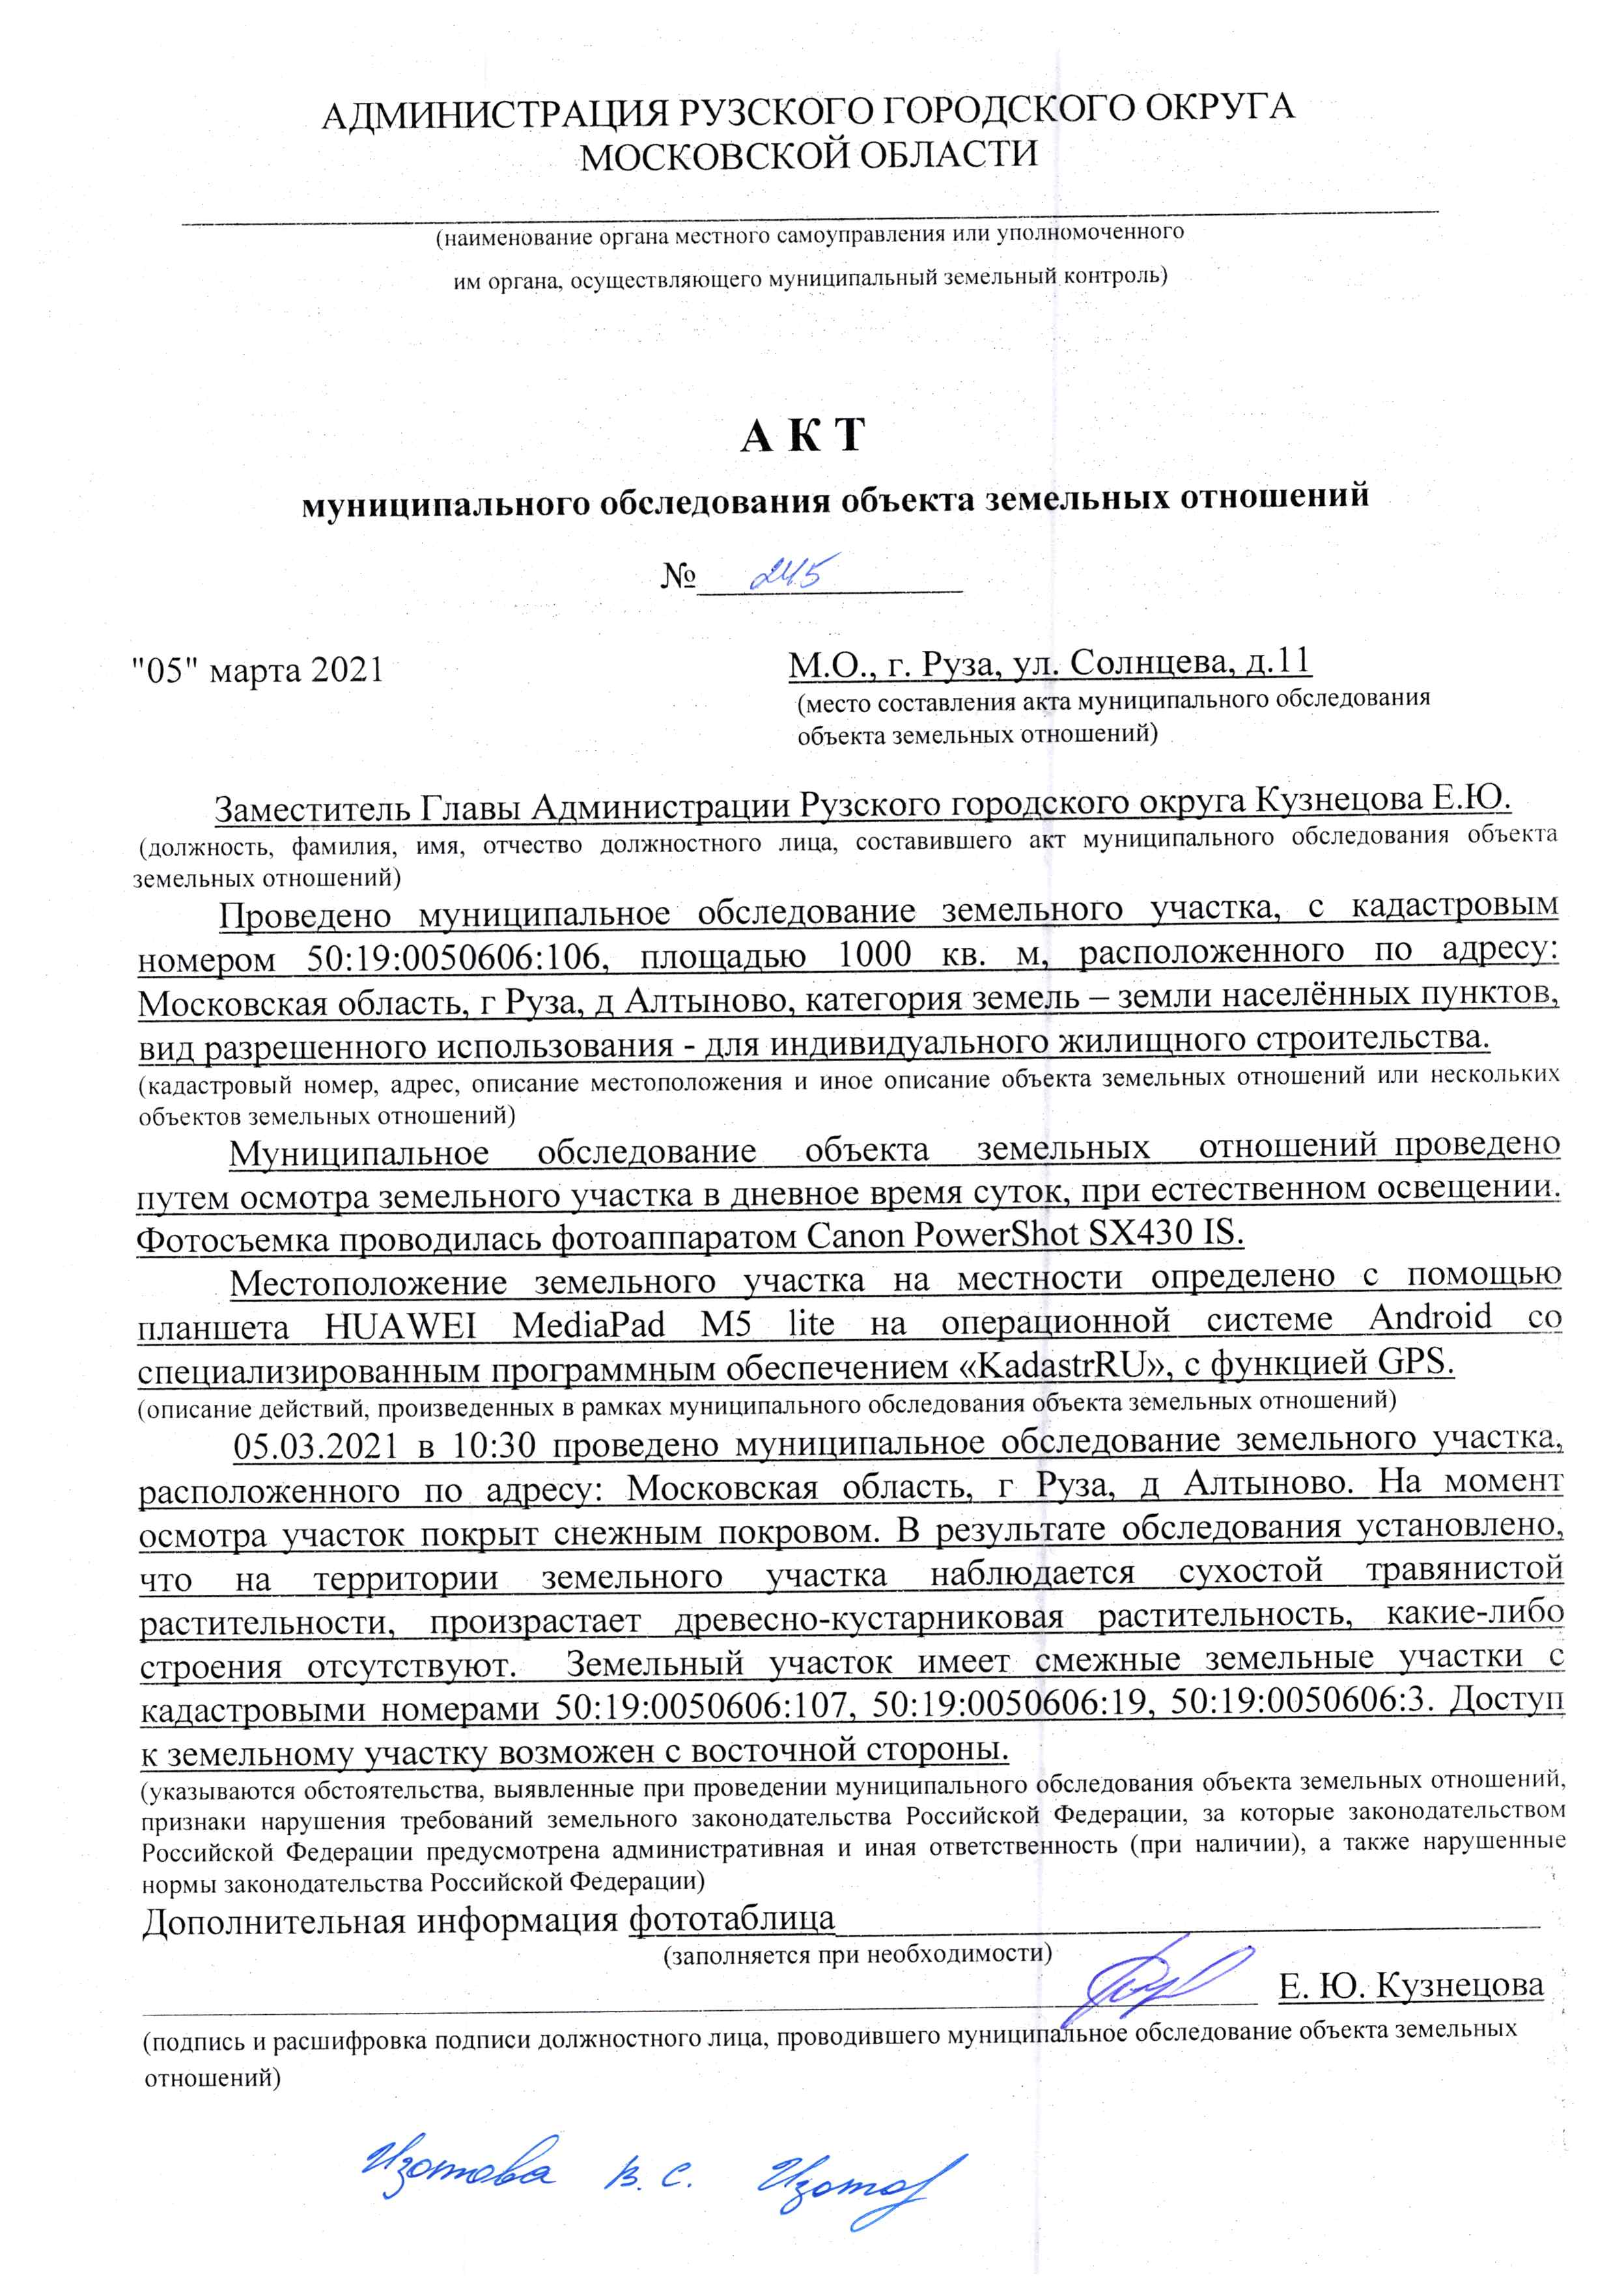 АДМИНИСТРАЦИЯ РУЗСКОГО ГОРОДСКОГО ОКРУГА
МОСКОВСКОЙ ОБЛАСТИ
(наименование органа местного самоуправления или уполномоченного
им органа, осуществляющего муниципальный земельный контроль)
А К Т
муниципального обследования объекта земельных отношений
№ 245
"05" марта 2021
М.О., г. Руза, ул. Солнцева, д.11
(место составления акта муниципального обследования
объекта земельных отношений)
Заместитель Главы Администрации Рузского городского округа Кузнецова Е.Ю.
(должность, фамилия, имя, отчество должностного лица, составившего акт муниципального обследования объекта
земельных отношений)
Проведено муниципальное обследование земельного участка, с кадастровым
номером 50:19:0050606:106, площадью 1000 кв. м, расположенного по адресу:
Московская область, г Руза, д Алтыново, категория земель – земли населённых пунктов,
вид разрешенного использования - для индивидуального жилищного строительства.
(кадастровый номер, адрес, описание местоположения и иное описание объекта земельных отношений или нескольких
объектов земельных отношений)
Муниципальное обследование объекта земельных отношений проведено
путем осмотра земельного участка в дневное время суток, при естественном освещении.
Фотосъемка проводилась фотоаппаратом Canon PowerShot SX430 IS.
Местоположение земельного участка на местности определено с помощью
планшета HUAWEI MediaPad M5 lite на операционной системе Android со
специализированным программным обеспечением «KadastrRU», с функцией GPS.
(описание действий, произведенных в рамках муниципального обследования объекта земельных отношений)
05.03.2021 в 10:30 проведено муниципальное обследование земельного участка,
расположенного по адресу: Московская область, г Руза, д Алтыново. На момент
осмотра участок покрыт снежным покровом. В результате обследования установлено,
что на территории земельного участка наблюдается сухостой травянистой
растительности, произрастает древесно-кустарниковая растительность, какие-либо
строения отсутствуют. Земельный участок имеет смежные земельные участки с
кадастровыми номерами 50:19:0050606:107, 50:19:0050606:19, 50:19:0050606:3. Доступ
к земельному участку возможен с восточной стороны.
(указываются обстоятельства, выявленные при проведении муниципального обследования объекта земельных отношений,
признаки нарушения требований земельного законодательства Российской Федерации, за которые законодательством
Российской Федерации предусмотрена административная и иная ответственность (при наличии), а также нарушенные
нормы законодательства Российской Федерации)
Дополнительная информация фототаблица
(заполняется при необходимости)
Е. Ю. Кузнецова
(подпись и расшифровка подписи должностного лица, проводившего муниципальное обследование объекта земельных
отношений)
Изотова В. С.